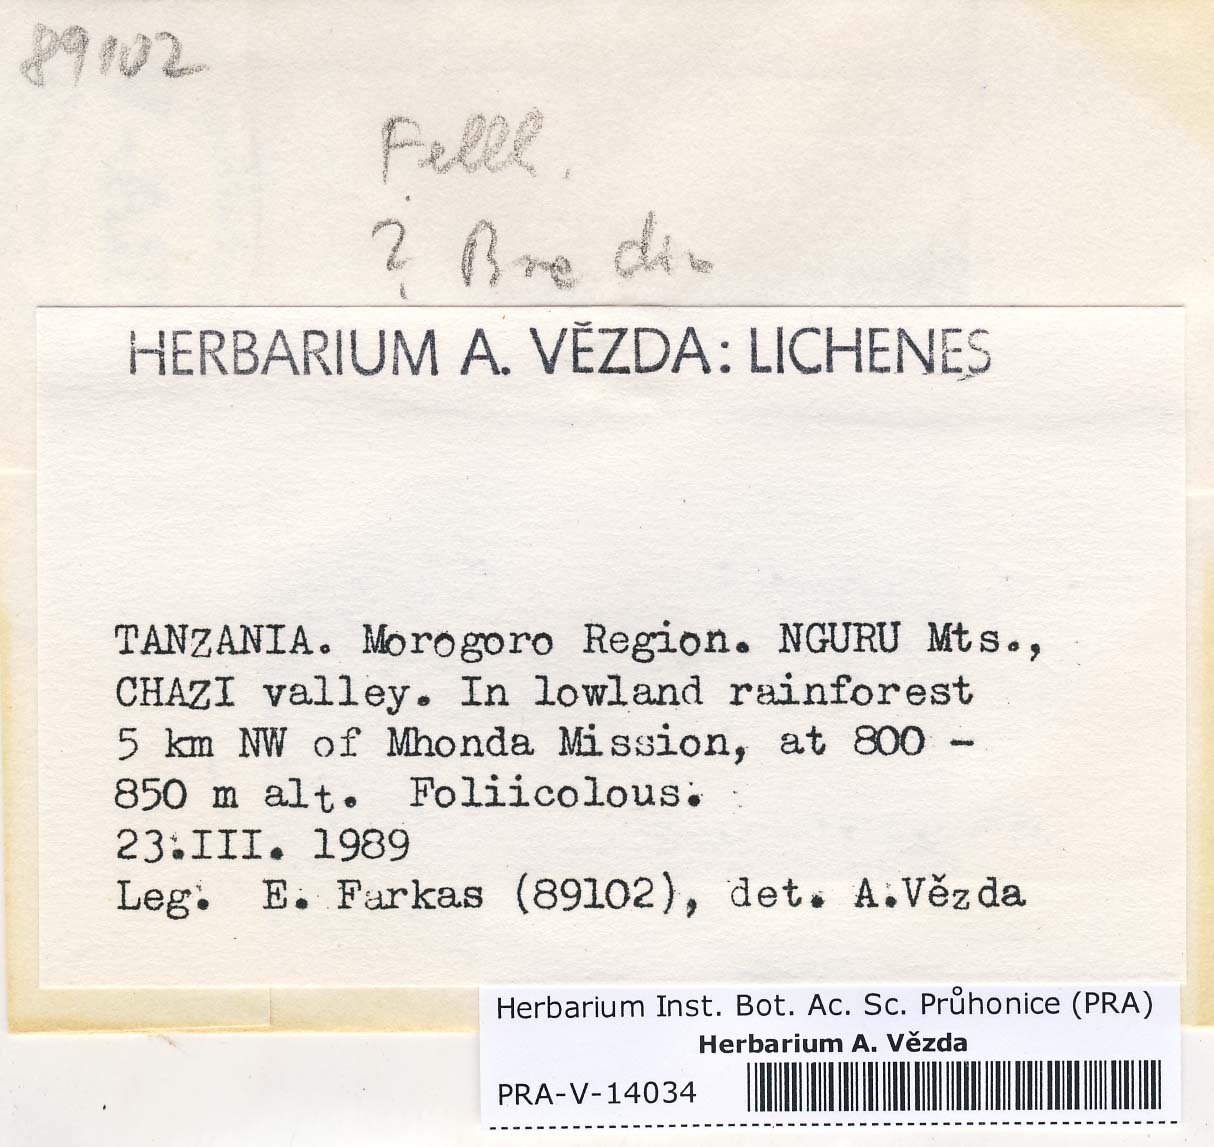 89102
Felll.
?
HERBARIUM A. VĚZDA: LICHENES
TANZANIA. Morogoro Region. NGURU Mts.,
CHAZI valley. In lowland rainforest
5 km NW of Mhonda Mission, at 800 -
850 m alt. Foliicolous.
23.III. 1989
Leg. E. Farkas (89102), det. A.Vězda
Herbarium Inst. Bot. Ac. Sc. Průhonice (PRA)
Herbarium A. Vězda
PRA-V-14034